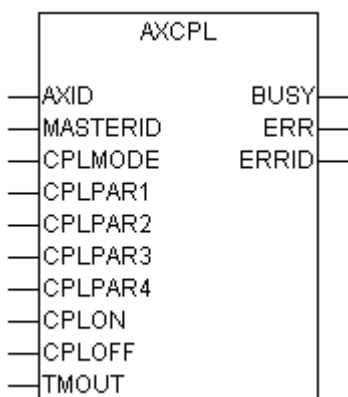 AXCPL
AXID BUSY
MASTERID ERR
CPLMODE ERRID
CPLPAR1
CPLPAR2
CPLPAR3
CPLPAR4
CPLON
CPLOFF
TMOUT